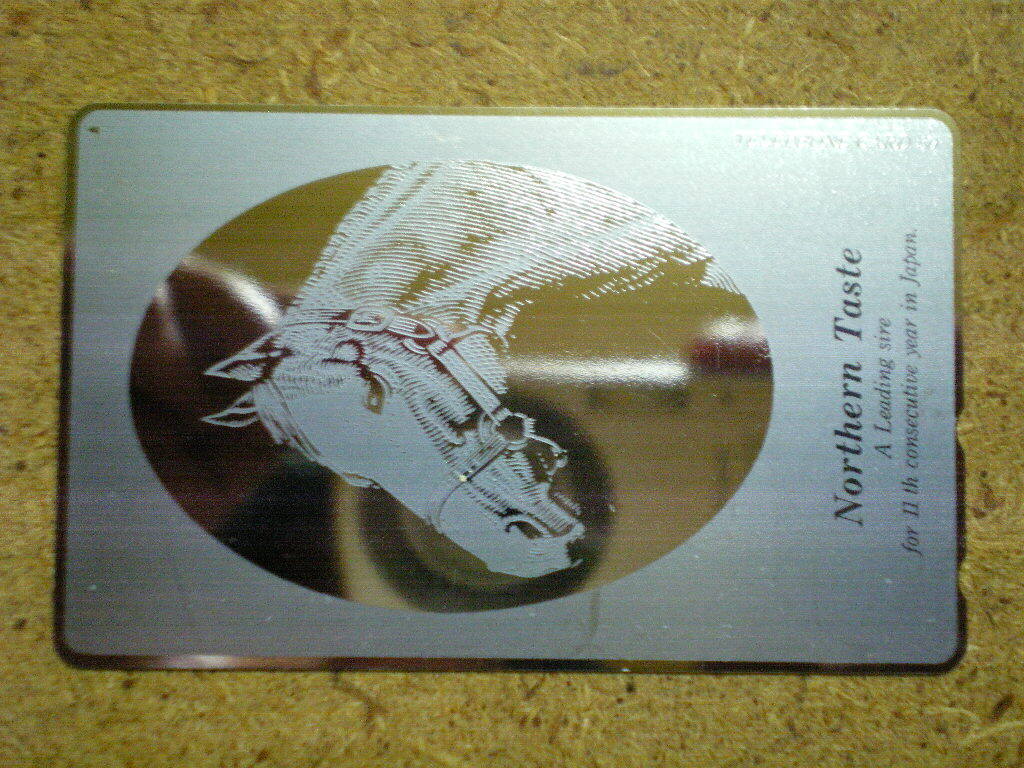 Northern Taste
A Leading sire
for 11 th consecutive year in Japan.